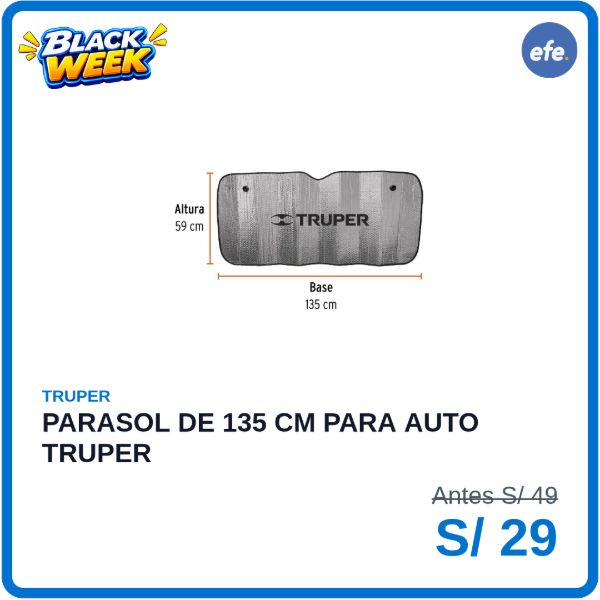 BLACK
WEEK
efe.
Altura
59 cm
TRUPER
Base
135 cm
TRUPER
PARASOL DE 135 CM PARA AUTO
TRUPER
Antes S/ 49
S/ 29